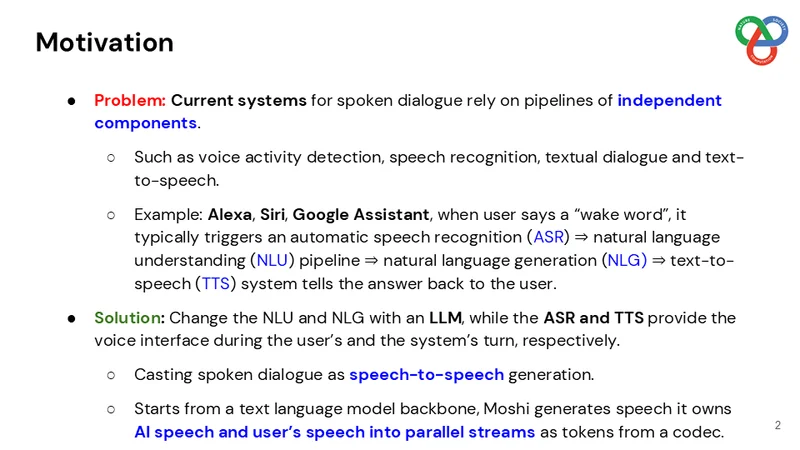 Motivation
● Problem: Current systems for spoken dialogue rely on pipelines of independent
components.
○ Such as voice activity detection, speech recognition, textual dialogue and text-
to-speech.
○ Example: Alexa, Siri, Google Assistant, when user says a “wake word”, it
typically triggers an automatic speech recognition (ASR) ⇒ natural language
understanding (NLU) pipeline ⇒ natural language generation (NLG) ⇒ text-to-
speech (TTS) system tells the answer back to the user.
● Solution: Change the NLU and NLG with an LLM, while the ASR and TTS provide the
voice interface during the user’s and the system’s turn, respectively.
○ Casting spoken dialogue as speech-to-speech generation.
○ Starts from a text language model backbone, Moshi generates speech it owns
AI speech and user’s speech into parallel streams as tokens from a codec.
2